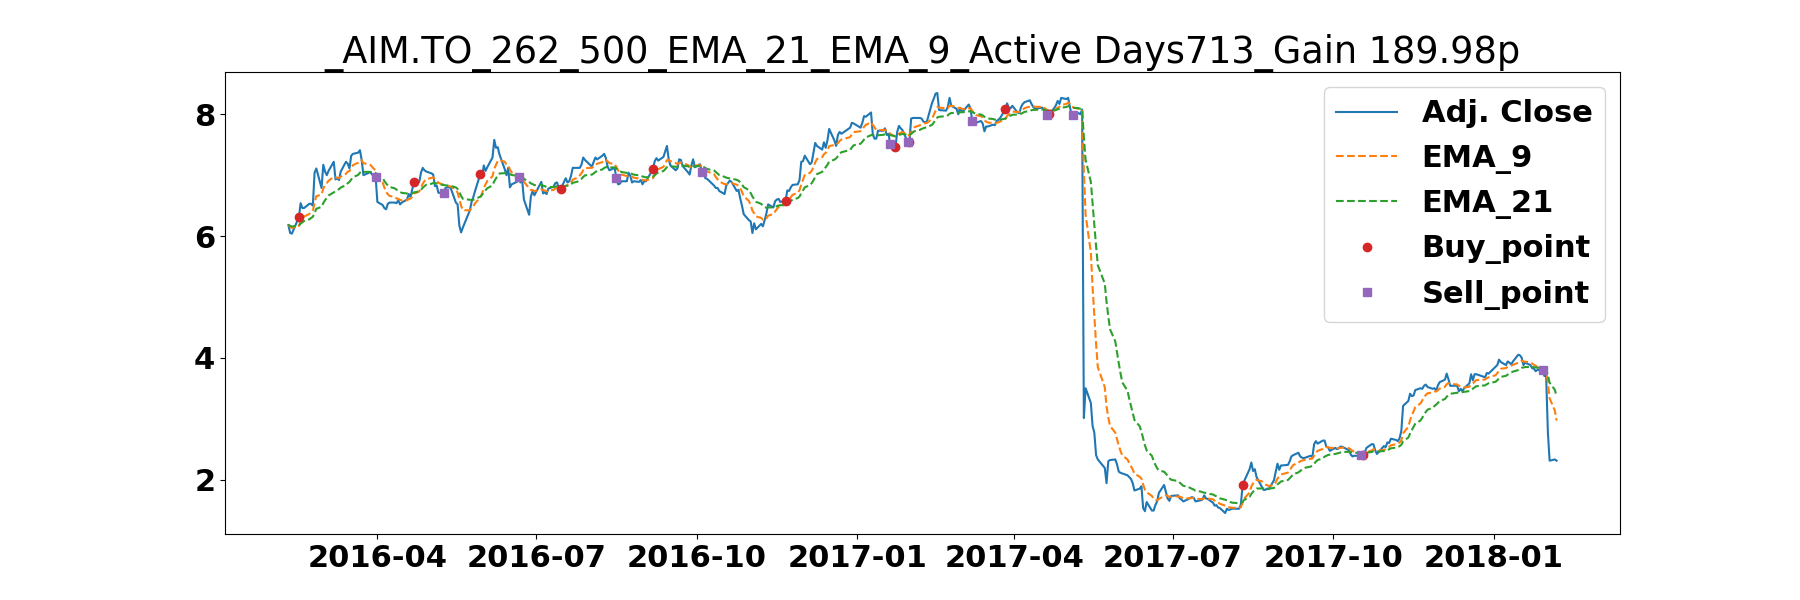 _AIM.TO_262_500_EMA_21_EMA_9_Active Days713_Gain 189.98p
8
6
4
2
Adj. Close
EMA_9
EMA_21
Buy_point
Sell_point
2016-04 2016-07 2016-10 2017-01 2017-04 2017-07 2017-10 2018-01